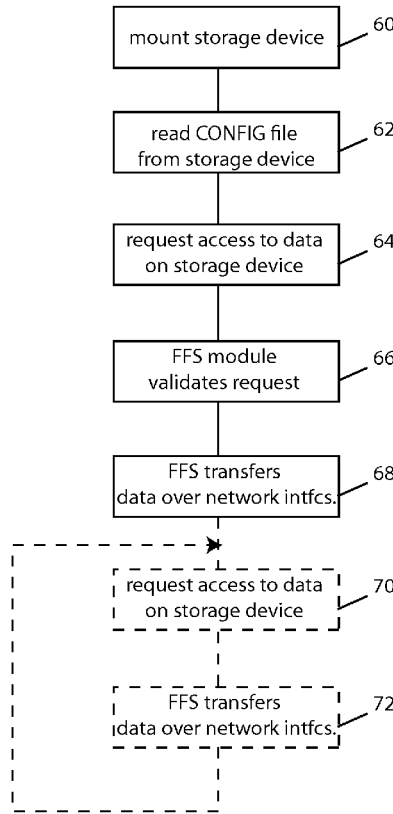 mount storage device
60
read CONFIG file
from storage device
62
request access to data
on storage device
64
FFS module
validates request
66
FFS transfers
data over network intfcs.
68
request access to data
on storage device
70
FFS transfers
data over network intfcs.
72